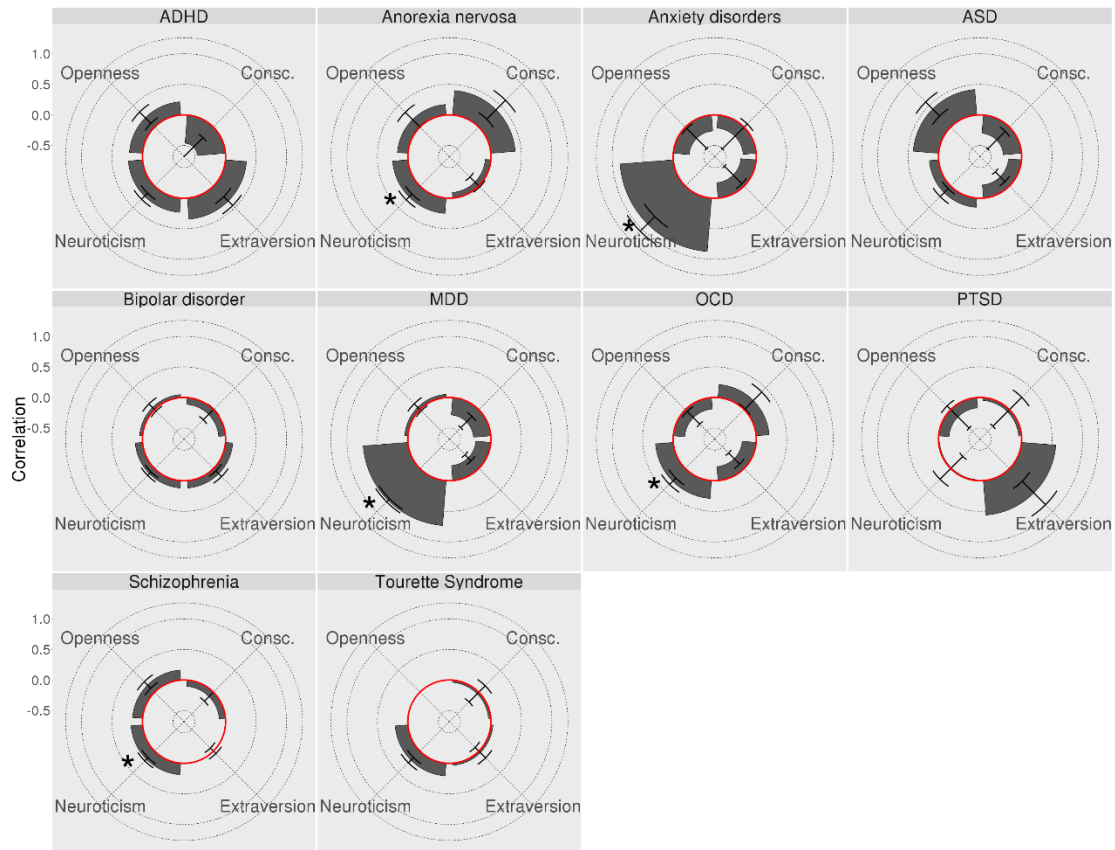 ADHD
Anorexia nervosa
Anxiety disorders
ASD
1.0
0.5
0.0
-0.5
Openness
Consc.
Neuroticism
Extraversion
Openness
Consc.
*
Neuroticism
Extraversion
Openness
Consc.
*
Neuroticism
Extraversion
Openness
Consc.
Neuroticism
Extraversion
Correlation
Bipolar disorder
MDD
OCD
PTSD
1.0
0.5
0.0
-0.5
Openness
Consc.
Neuroticism
Extraversion
Openness
Consc.
*
Neuroticism
Extraversion
Openness
Consc.
*
Neuroticism
Extraversion
Openness
Consc.
Neuroticism
Extraversion
Schizophrenia
Tourette Syndrome
1.0
0.5
0.0
-0.5
Openness
Consc.
*
Neuroticism
Extraversion
Openness
Consc.
Neuroticism
Extraversion